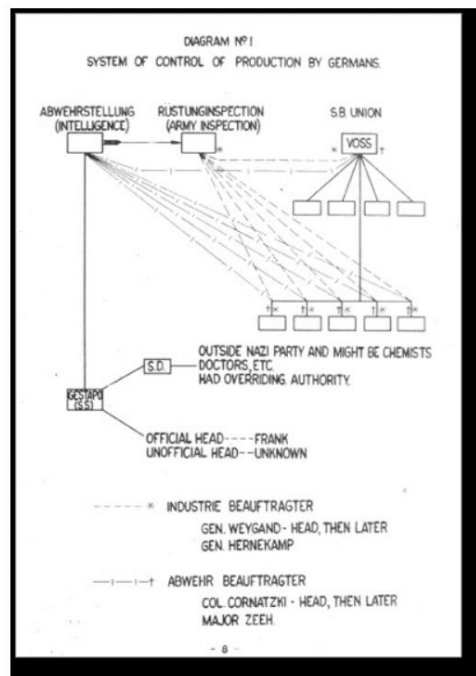 DIAGRAM Nº 1
SYSTEM OF CONTROL OF PRODUCTION BY GERMANS.
ABWEHRSTELLUNG
(INTELLIGENCE)
RÜSTUNGINSPECTION
(ARMY INSPECTION)
S.B. UNION
VOSS
S.D.
OUTSIDE NAZI PARTY AND MIGHT BE CHEMISTS
DOCTORS, ETC
HAD OVERRIDING AUTHORITY.
GESTAPO
(S.S)
OFFICIAL HEAD----FRANK
UNOFFICIAL HEAD--UNKNOWN
INDUSTRIE BEAUFTRAGTER
GEN. WEYGAND - HEAD, THEN LATER
GEN. HERNEKAMP
ABWEHR BEAUFTRAGTER
COL. CORNATZKI - HEAD, THEN LATER
MAJOR ZEEH.
- 8 -